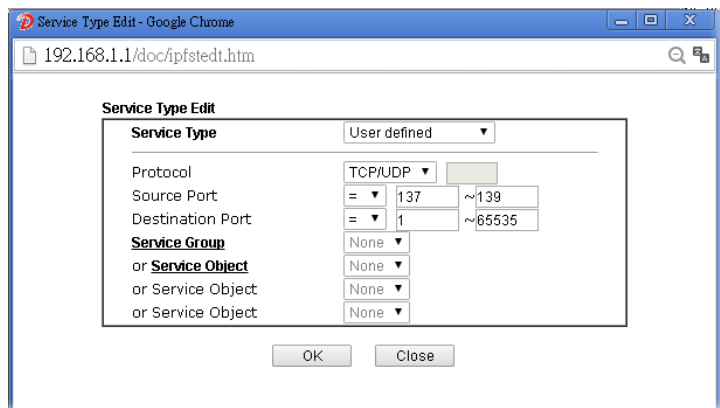 Service Type Edit - Google Chrome
192.168.1.1/doc/ipfstedt.htm
Service Type Edit
Service Type User defined
Protocol TCP/UDP
Source Port = 137 ~139
Destination Port = 1 ~65535
Service Group None
or Service Object None
or Service Object None
or Service Object None
OK Close